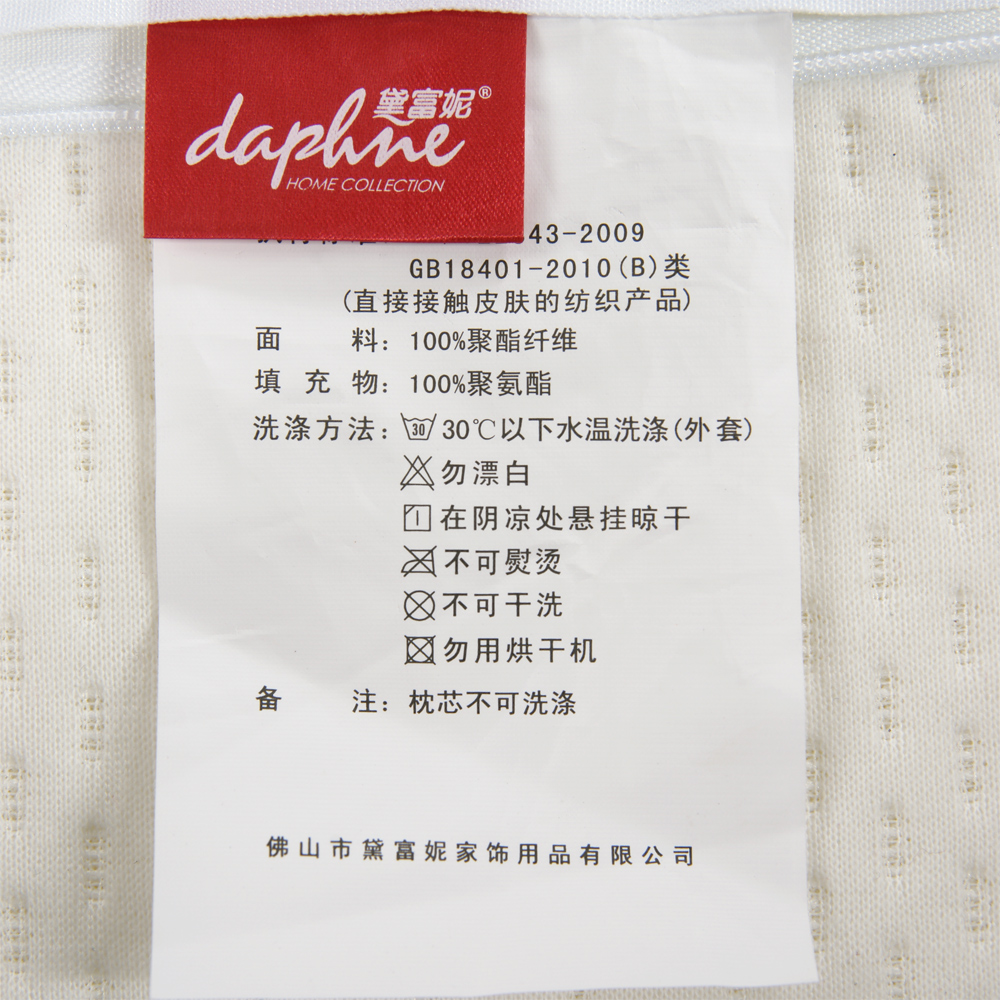 黛富妮®
daphne
HOME COLLECTION
43-2009
GB18401-2010(B)类
(直接接触皮肤的纺织产品)
面 料: 100%聚酯纤维
填 充 物: 100%聚氨酯
洗涤方法: 30 30℃以下水温洗涤(外套)
勿漂白
在阴凉处悬挂晾干
不可熨烫
不可干洗
勿用烘干机
备 注: 枕芯不可洗涤
佛山市黛富妮家饰用品有限公司